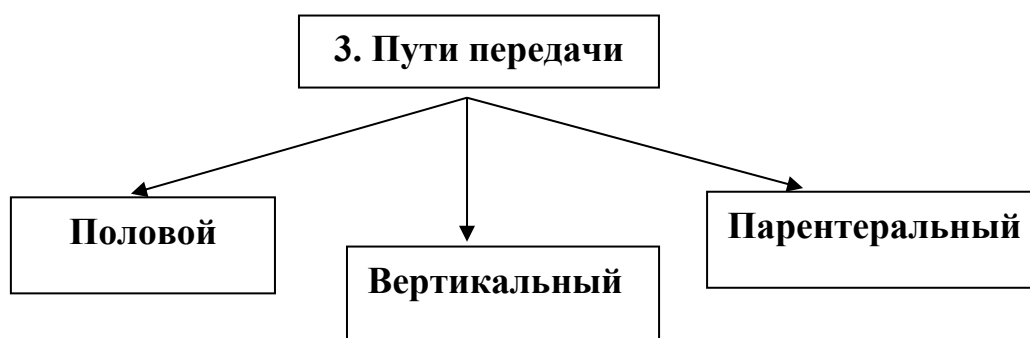 3. Пути передачи
Половой
Вертикальный
Парентеральный